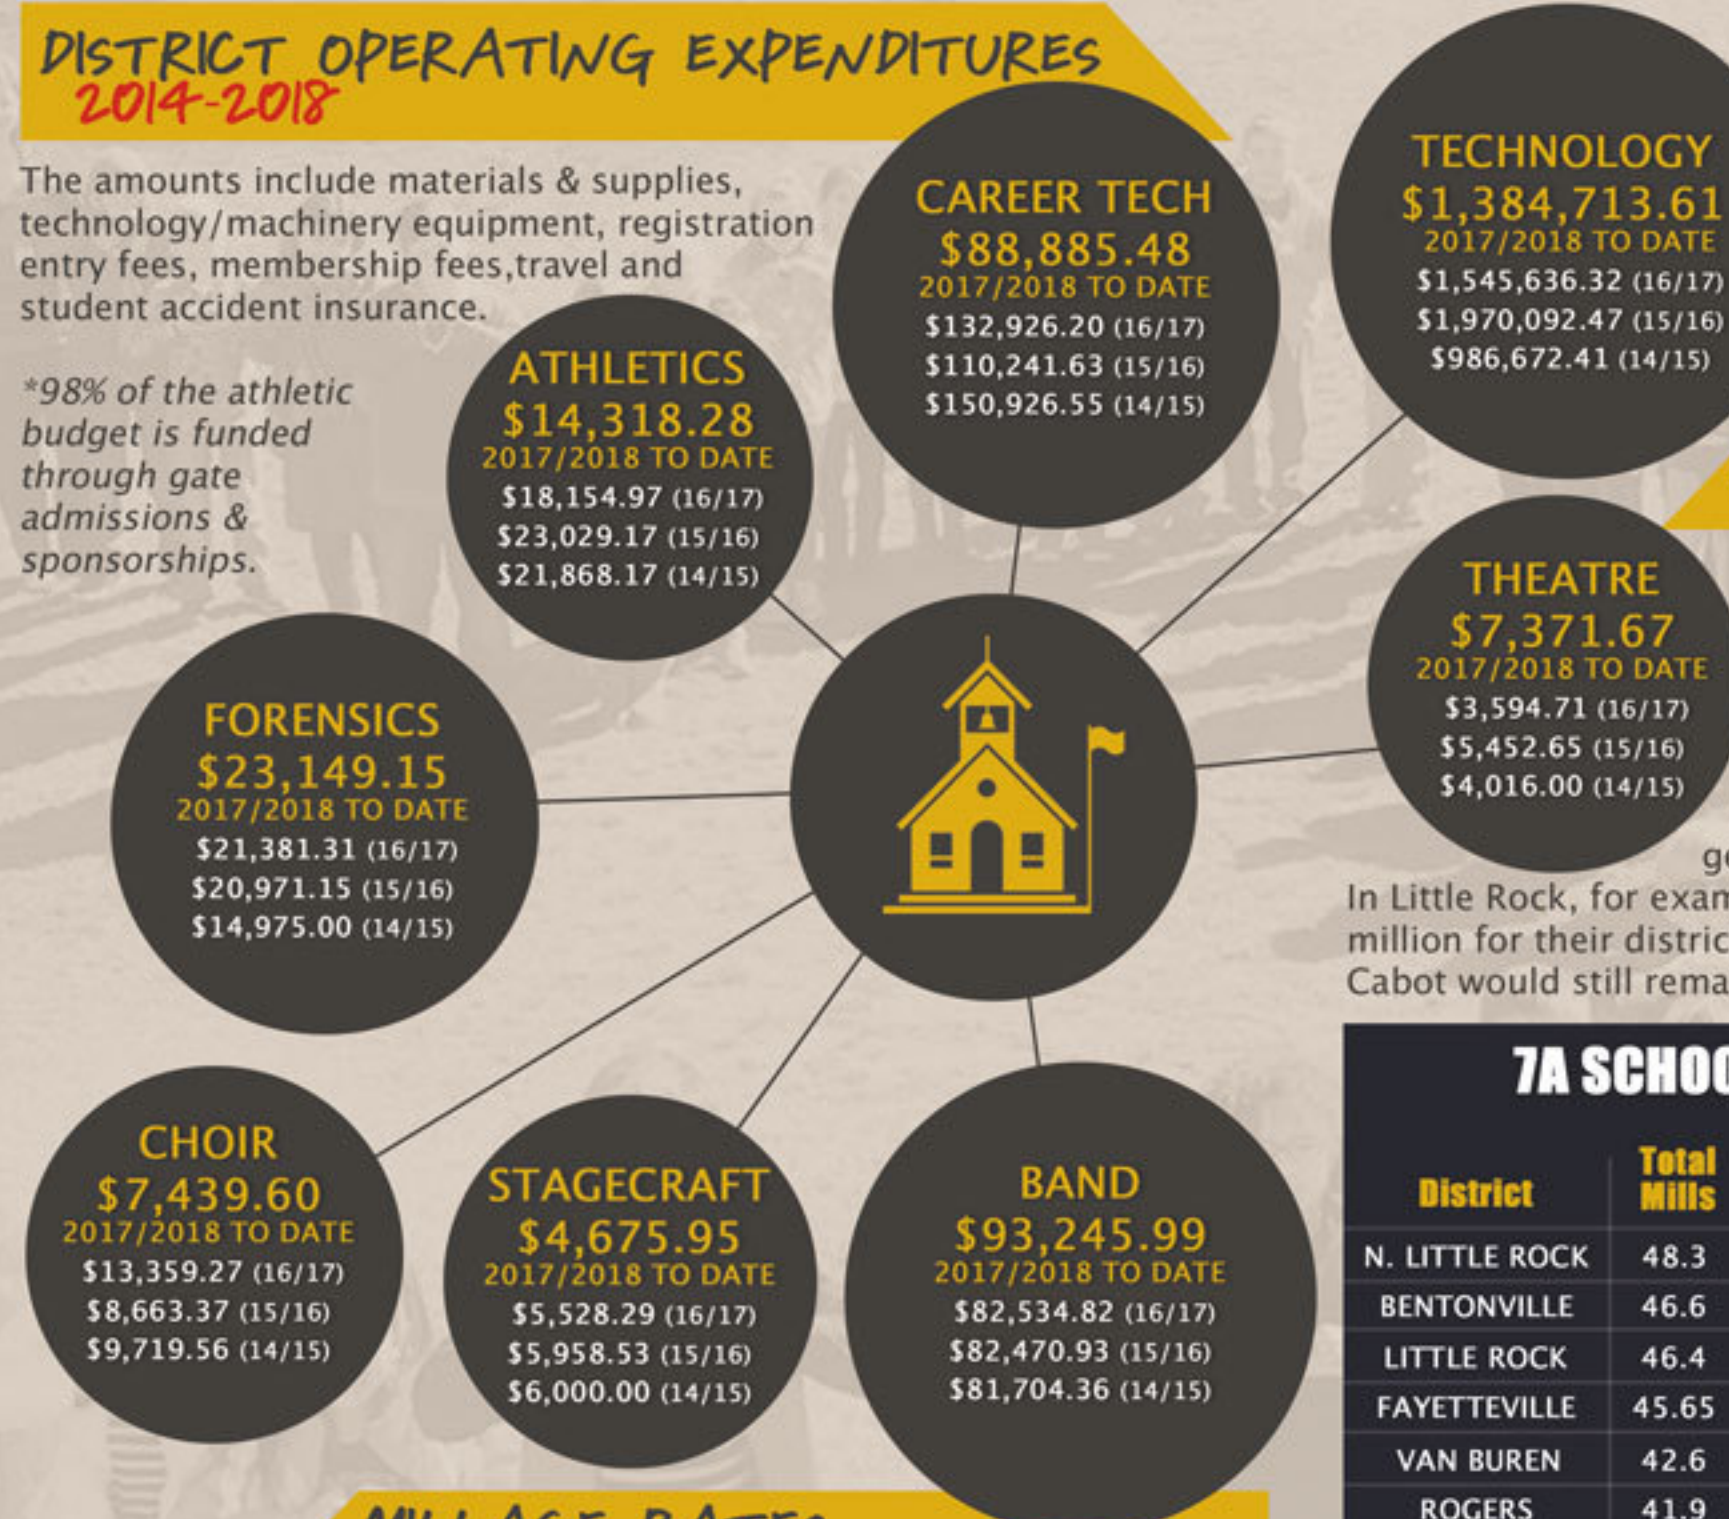 DISTRICT OPERATING EXPENDITURES
2014-2018
The amounts include materials & supplies,
technology/machinery equipment, registration
entry fees, membership fees,travel and
student accident insurance.
*98% of the athletic
budget is funded
through gate
admissions &
sponsorships.
ATHLETICS
$14,318.28
2017/2018 TO DATE
$18,154.97 (16/17)
$23,029.17 (15/16)
$21,868.17 (14/15)
CAREER TECH
$88,885.48
2017/2018 TO DATE
$132,926.20 (16/17)
$110,241.63 (15/16)
$150,926.55 (14/15)
TECHNOLOGY
$1,384,713.61
2017/2018 TO DATE
$1,545,636.32 (16/17)
$1,970,092.47 (15/16)
$986,672.41 (14/15)
THEATRE
$7,371.67
2017/2018 TO DATE
$3,594.71 (16/17)
$5,452.65 (15/16)
$4,016.00 (14/15)
FORENSICS
$23,149.15
2017/2018 TO DATE
$21,381.31 (16/17)
$20,971.15 (15/16)
$14,975.00 (14/15)
CHOIR
$7,439.60
2017/2018 TO DATE
$13,359.27 (16/17)
$8,663.37 (15/16)
$9,719.56 (14/15)
STAGECRAFT
$4,675.95
2017/2018 TO DATE
$5,528.29 (16/17)
$5,958.53 (15/16)
$6,000.00 (14/15)
BAND
$93,245.99
2017/2018 TO DATE
$82,534.82 (16/17)
$82,470.93 (15/16)
$81,704.36 (14/15)
In Little Rock, for
million for their
Cabot would still
7A
District Total Mills
N. LITTLE ROCK 48.3
BENTONVILLE 46.6
LITTLE ROCK 46.4
FAYETTEVILLE 45.65
VAN BUREN 42.6
ROGERS 41.9